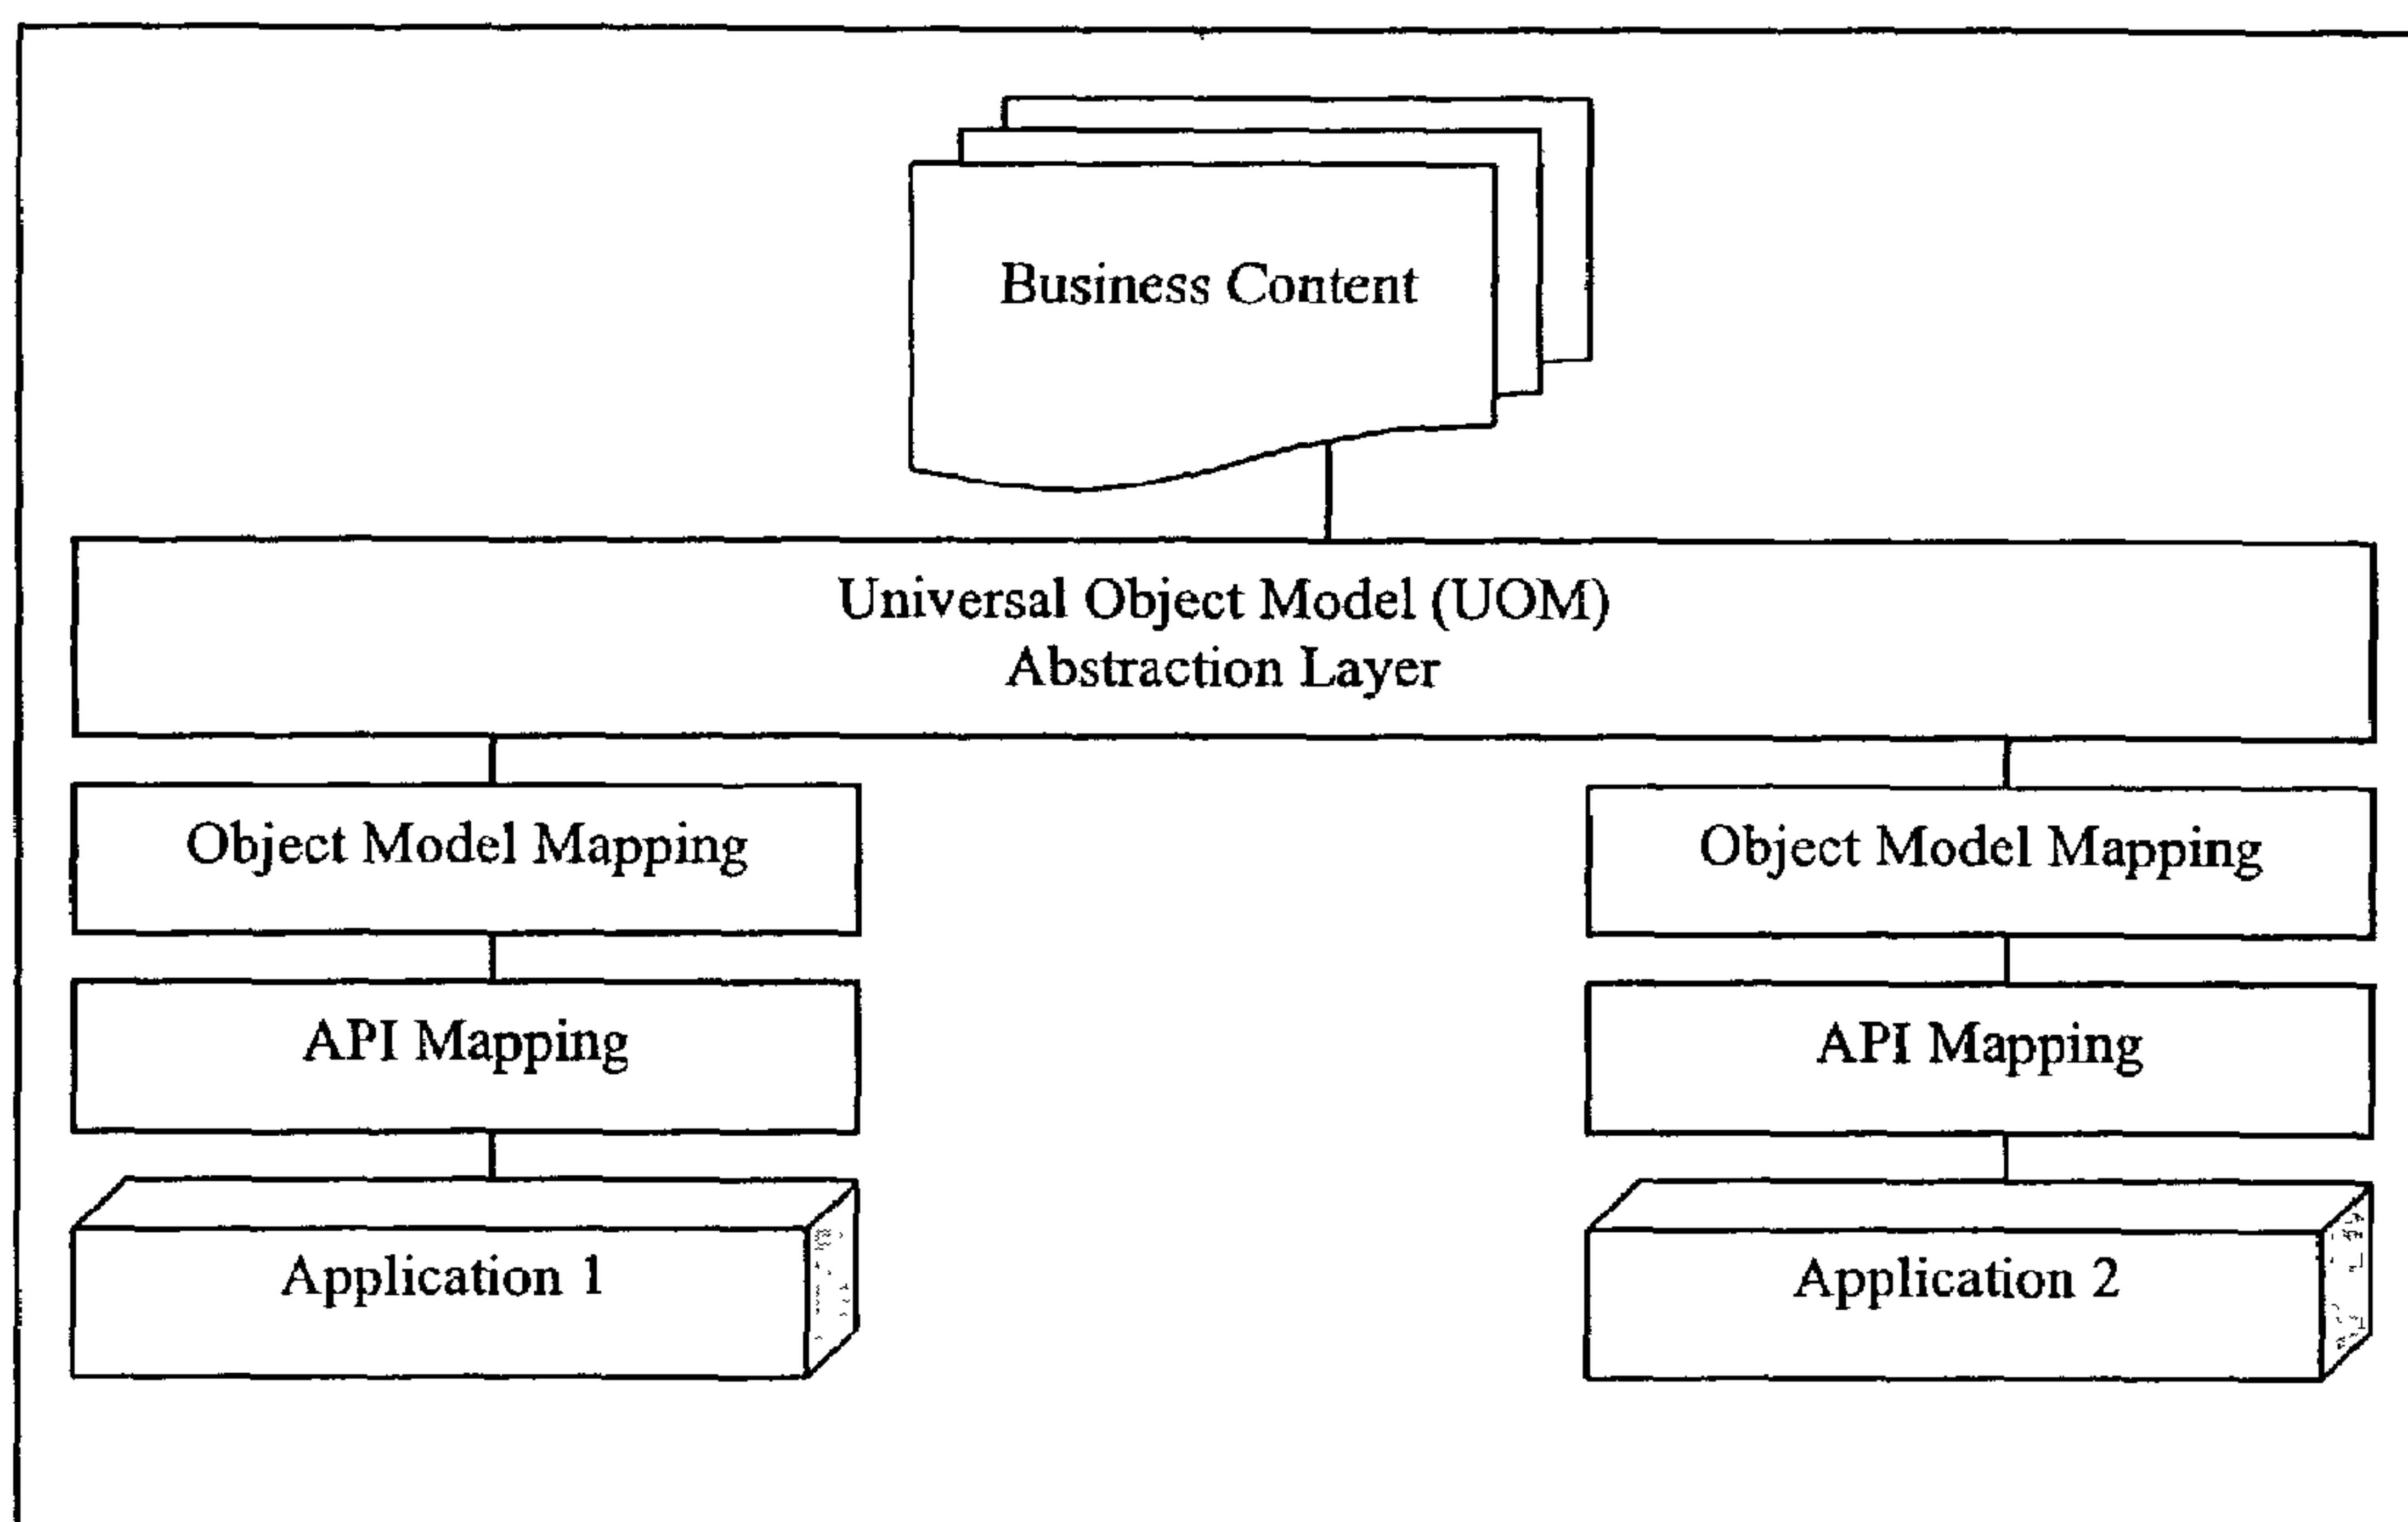 Business Content
Universal Object Model (UOM)
Abstraction Layer
Object Model Mapping
Object Model Mapping
API Mapping
API Mapping
Application 1
Application 2